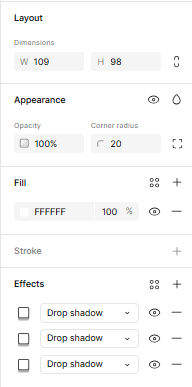 Layout
Dimensions
W 109 H 98
Appearance
Opacity Corner radius
100% 20
Fill
FFFFFF 100 %
Stroke
Effects
Drop shadow
Drop shadow
Drop shadow